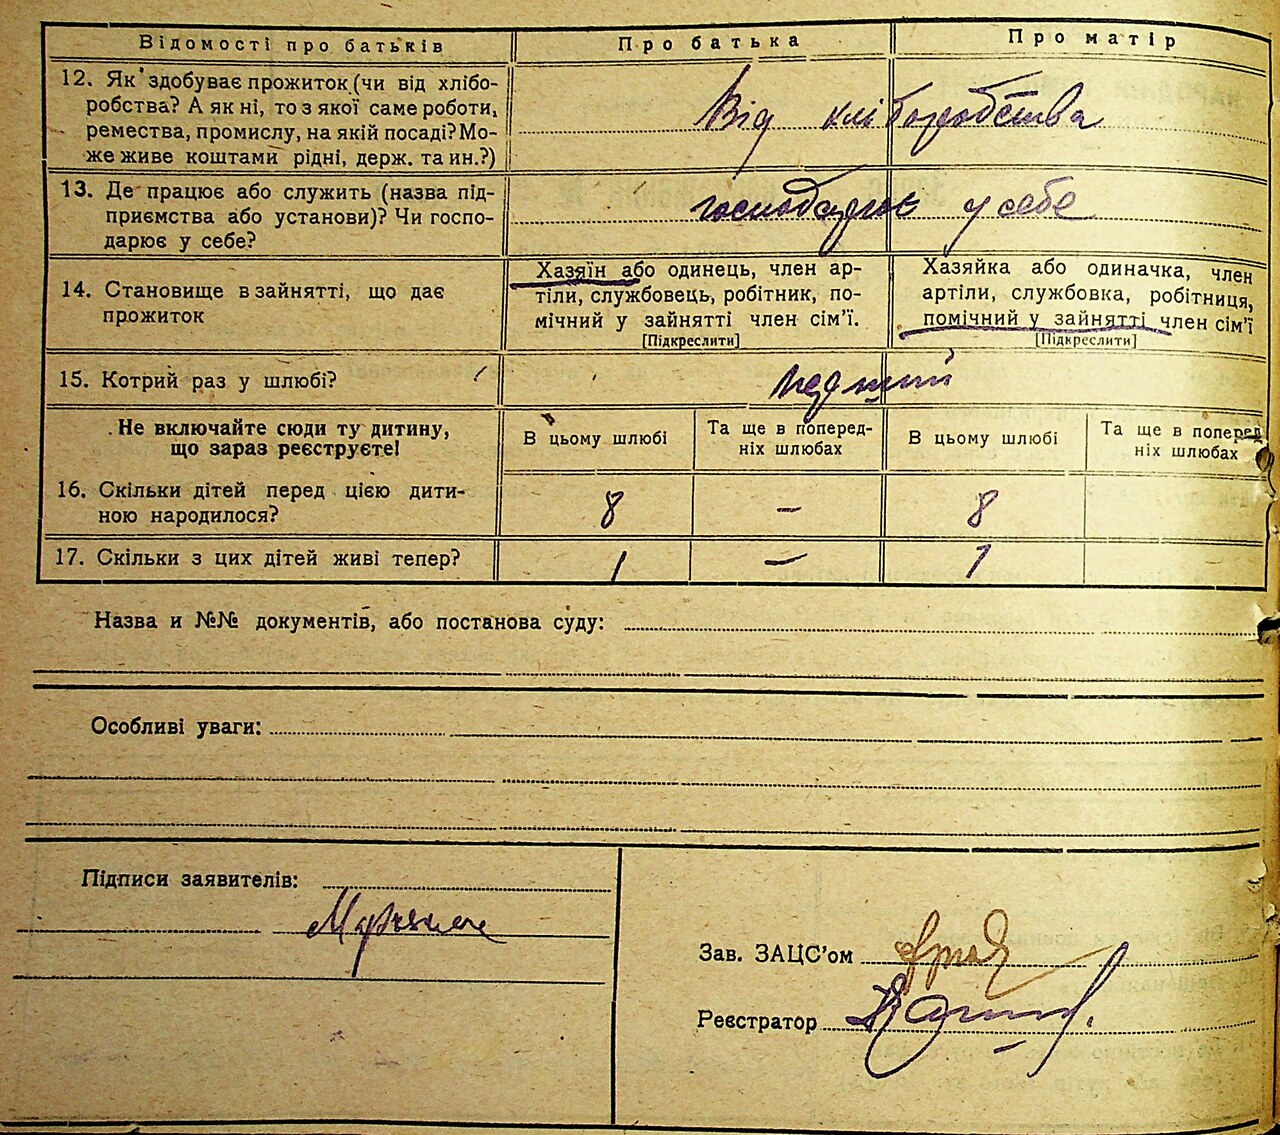 Відомості про батьків Про батька Про матір
12. Як здобуває прожиток (чи від хлібо-
робства? А як ні, то з якої саме роботи,
ремества, промислу, на якій посаді? Мо-
же живе коштами рідні, держ. та ин.?)
Від хліборобства
13. Де працює або служить (назва під-
приємства або установи)? Чи госпо-
дарює у себе?
у себе
14. Становище в зайнятті, що дає
прожиток
Хазяїн або одинець, член ар-
тіли, службовець, робітник, по-
мічний у зайнятті член сім'ї.
[Підкреслити]
Хазяйка або одиначка, член
артіли, службовка, робітниця,
помічний у зайнятті член сім'ї
[Підкреслити]
15. Котрий раз у шлюбі?
Не включайте сюди ту дитину,
що зараз реєструєте!
В цьому шлюбі
Та ще в поперед-
ніх шлюбах
В цьому шлюбі
Та ще в поперед-
ніх шлюбах
16. Скільки дітей перед цією дити-
ною народилося?
8 – 8
17. Скільки з цих дітей живі тепер? 1 – 1
Назва и №№ документів, або постанова суду:
Особливі уваги:
Підписи заявителів:
Зав. ЗАЦС'ом
Реєстратор